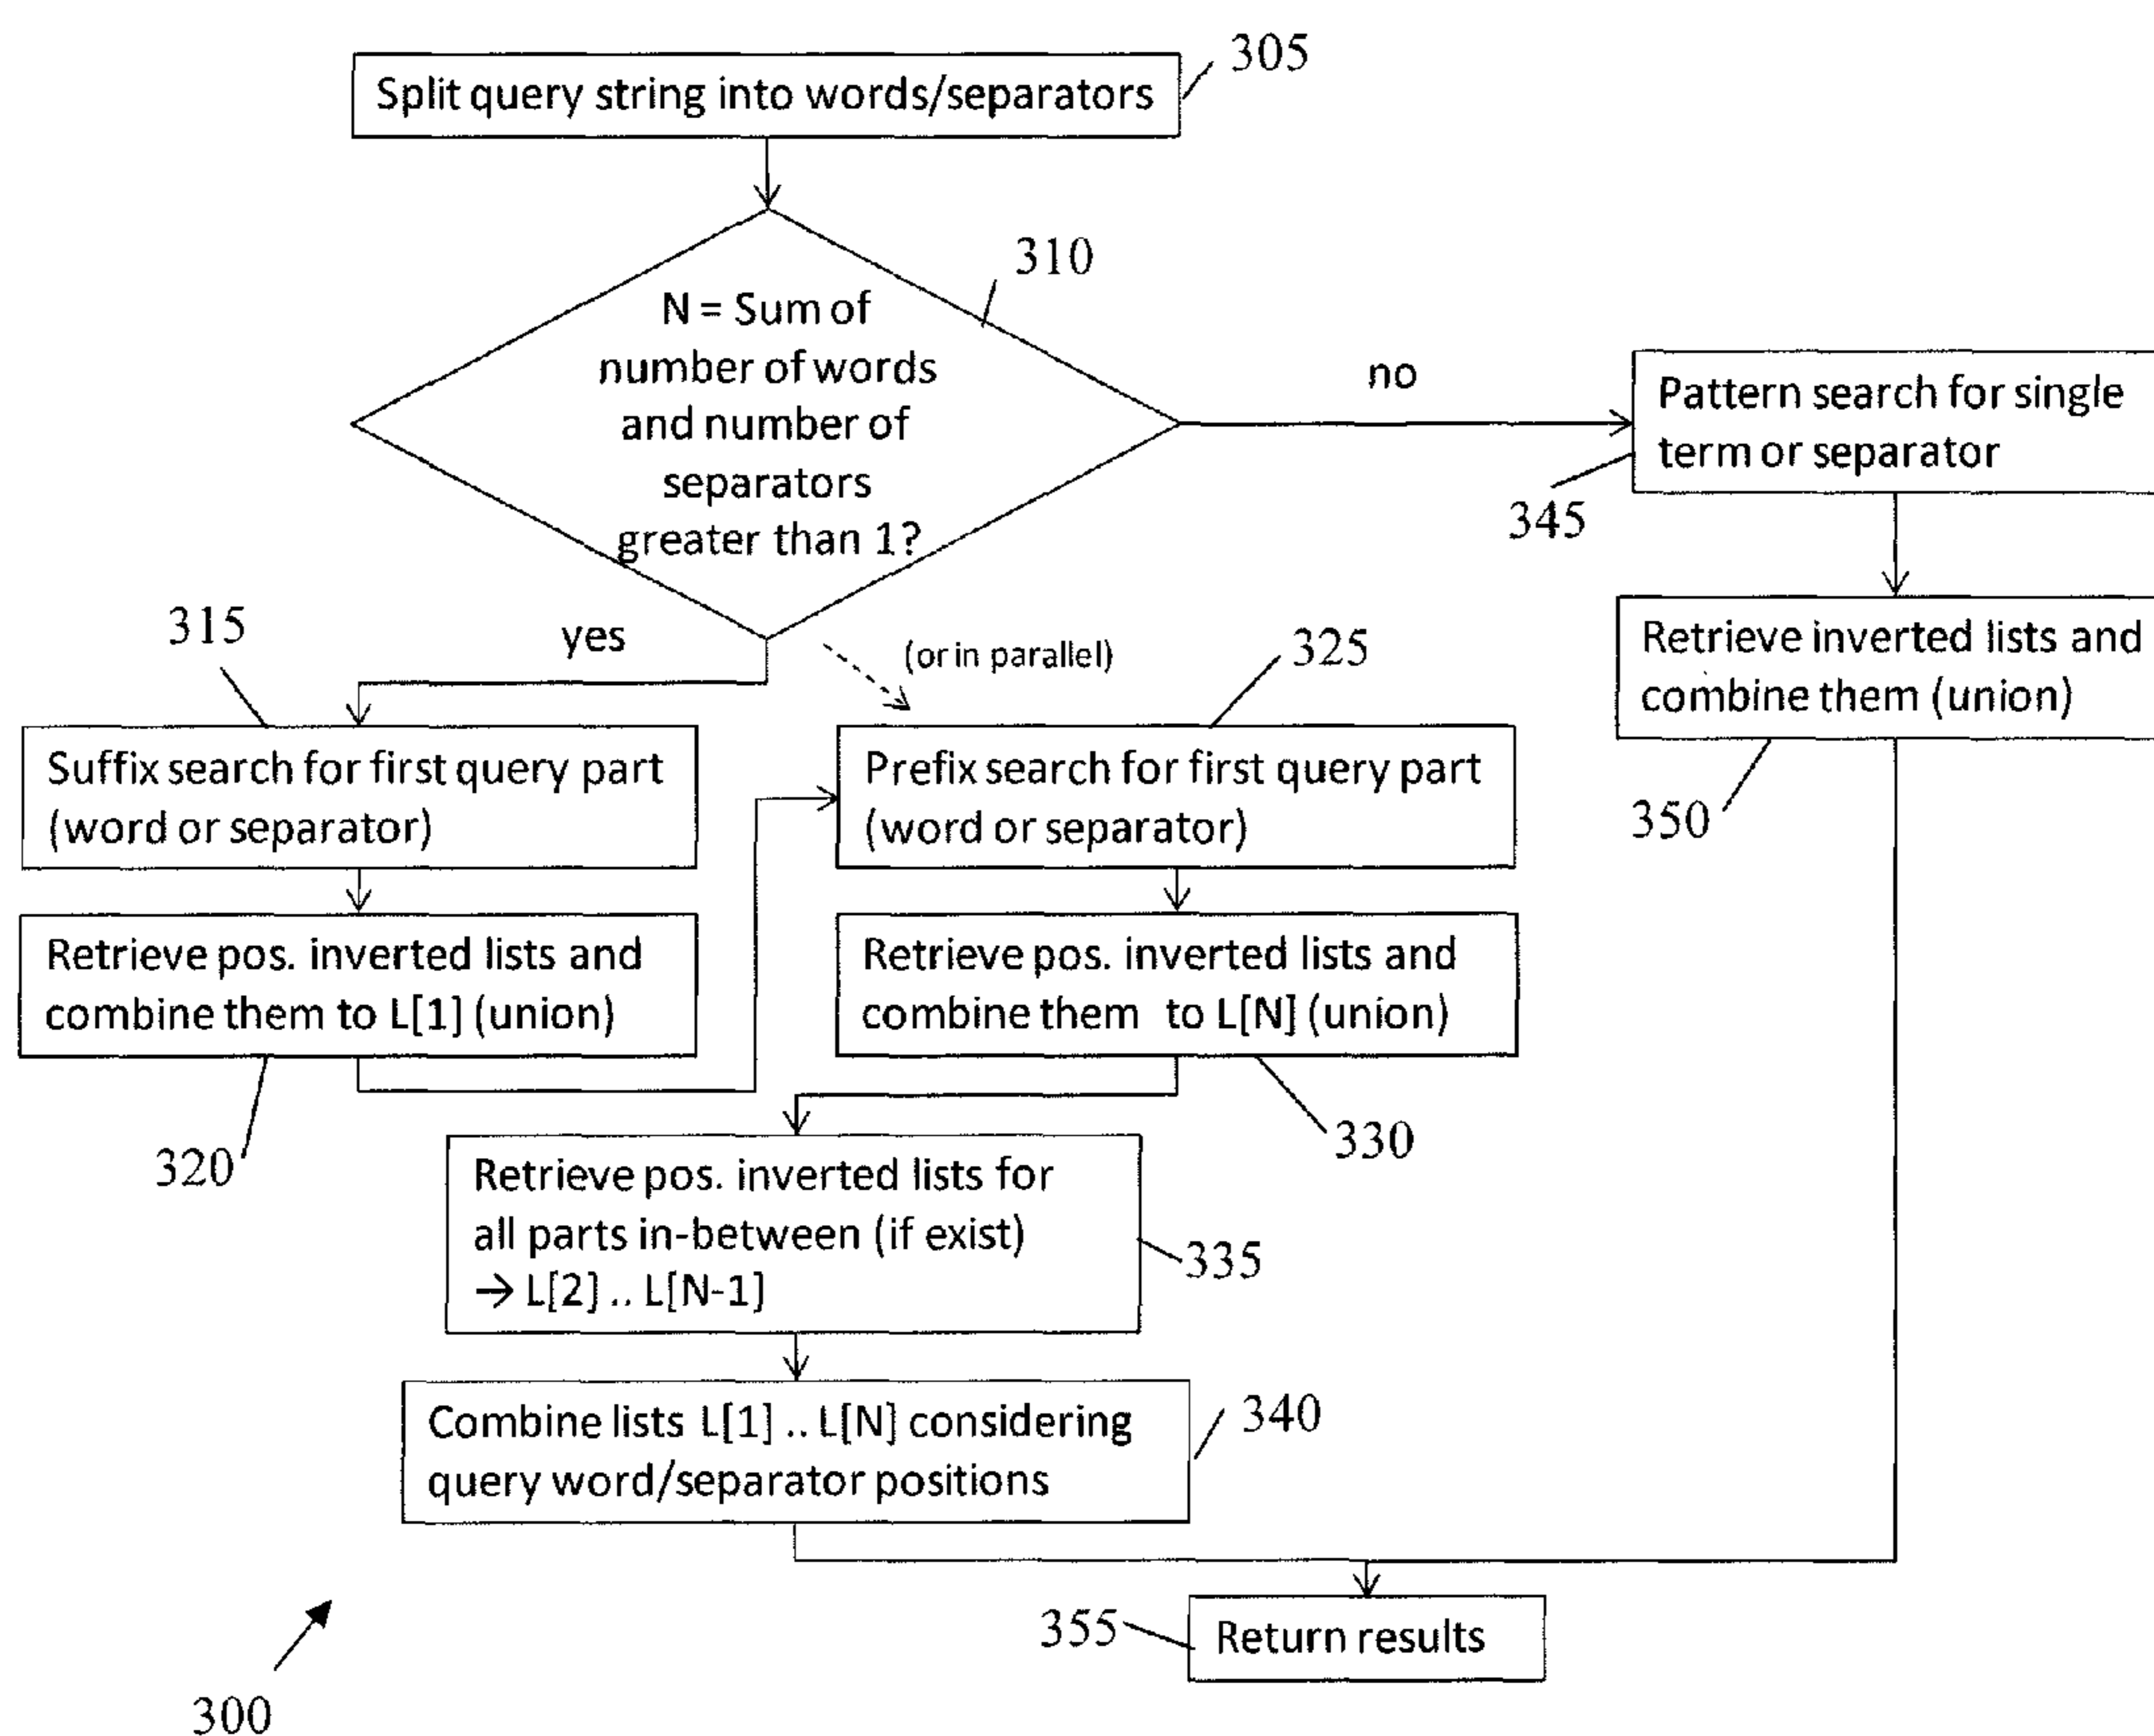 305
Split query string into words/separators
310
N = Sum of
number of words
and number of
separators
greater than 1?
no
Pattern search for single
term or separator
345
Retrieve inverted lists and
combine them (union)
350
yes
(or in parallel)
315
Suffix search for first query part
(word or separator)
325
Prefix search for first query part
(word or separator)
Retrieve pos. inverted lists and
combine them to L[1] (union)
320
Retrieve pos. inverted lists and
combine them to L[N] (union)
330
Retrieve pos. inverted lists for
all parts in-between (if exist)
→ L[2] .. L[N-1]
335
Combine lists L[1] .. L[N] considering
query word/separator positions
340
355
Return results
300